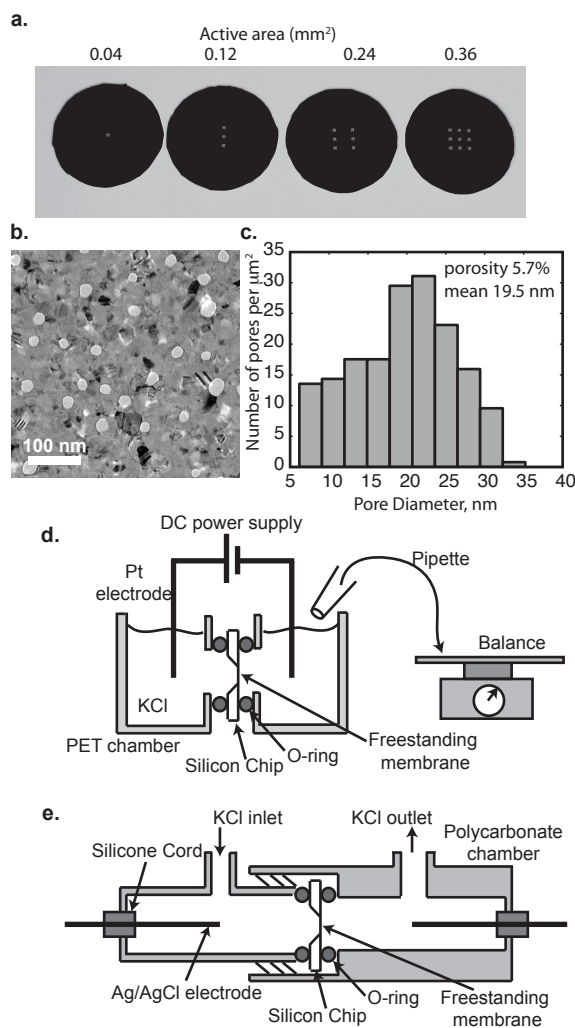 a.
Active area (mm²)
0.04 0.12 0.24 0.36
b.
100 nm
c.
porosity 5.7%
mean 19.5 nm
Number of pores per μm²
35
30
25
20
15
10
5
0
5 10 15 20 25 30 35 40
Pore Diameter, nm
d.
DC power supply
Pt
electrode
Pipette
Balance
KCl
PET chamber
Silicon Chip
O-ring
Freestanding
membrane
e.
KCl inlet
KCl outlet
Polycarbonate
chamber
Silicone Cord
Ag/AgCl electrode
Silicon Chip
O-ring
Freestanding
membrane